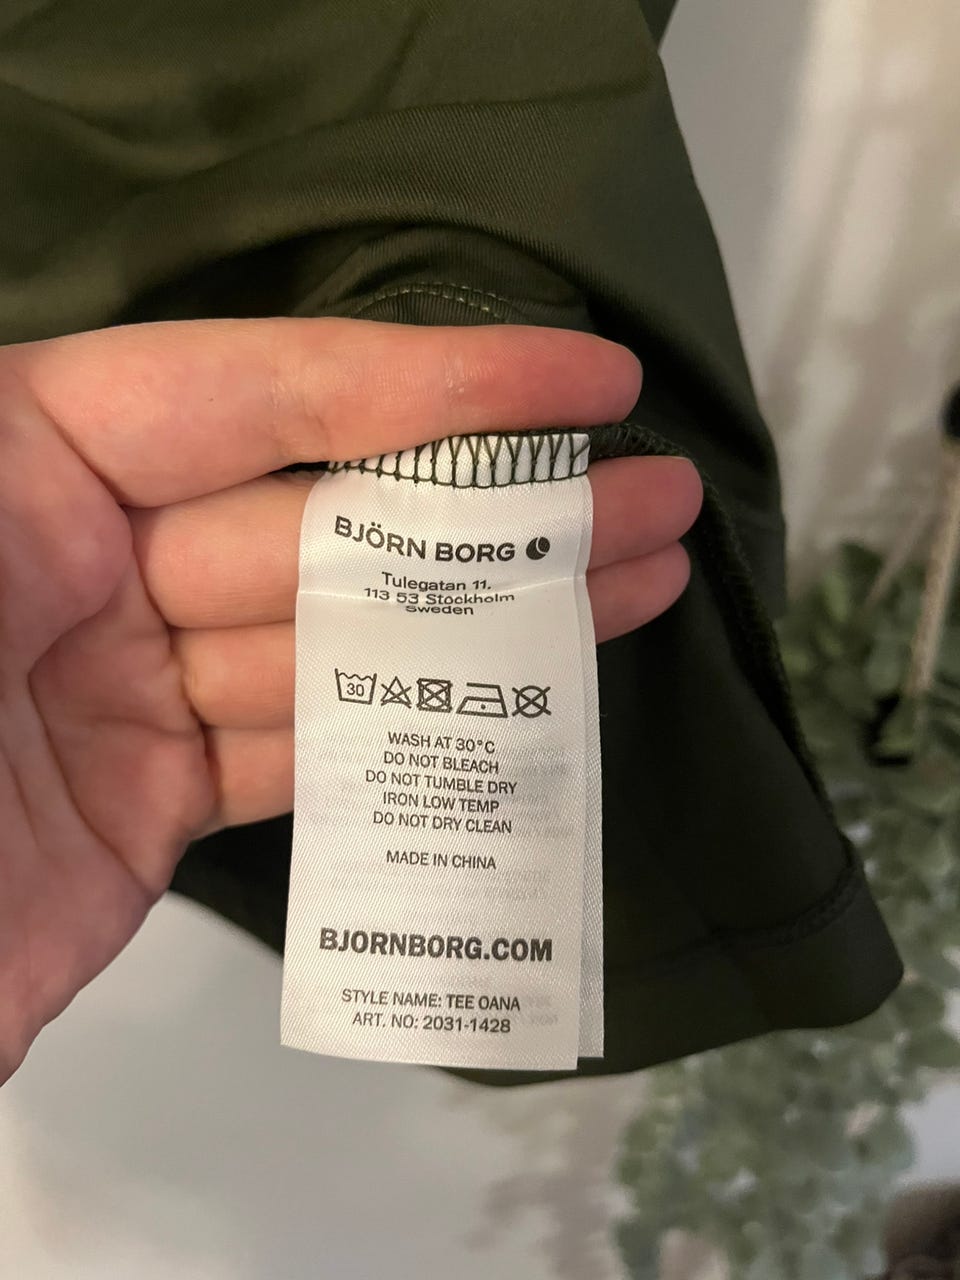 BJÖRN BORG
Tulegatan 11.
113 53 Stockholm
Sweden
30
WASH AT 30°C
DO NOT BLEACH
DO NOT TUMBLE DRY
IRON LOW TEMP
DO NOT DRY CLEAN
MADE IN CHINA
BJORNBORG.COM
STYLE NAME: TEE OANA
ART. NO: 2031-1428